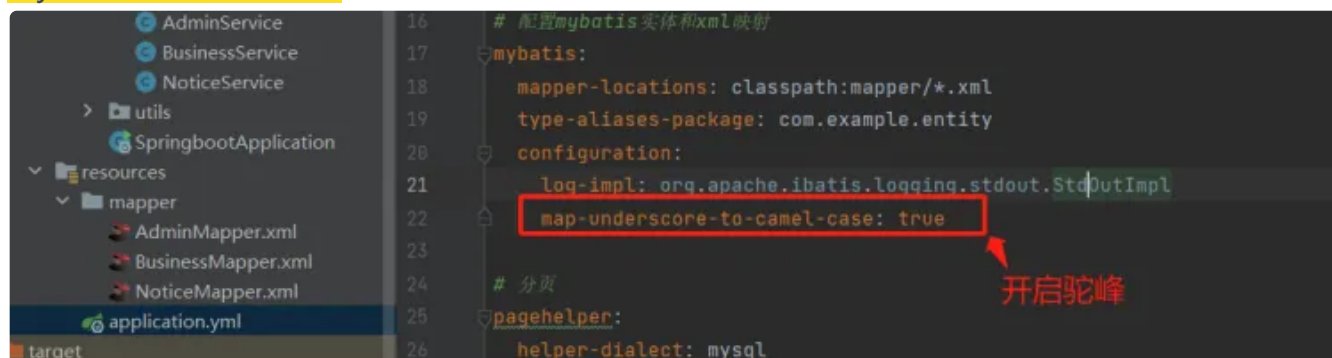 AdminService
BusinessService
NoticeService
utils
SpringbootApplication
resources
mapper
AdminMapper.xml
BusinessMapper.xml
NoticeMapper.xml
application.yml
target
16 # 配置mybatis实体和xml映射
17 mybatis:
18 mapper-locations: classpath:mapper/*.xml
19 type-aliases-package: com.example.entity
20 configuration:
21 log-impl: org.apache.ibatis.logging.stdout.StdOutImpl
22 map-underscore-to-camel-case: true
23
24 # 分页
25 pagehelper:
26 helper-dialect: mysql
开启驼峰